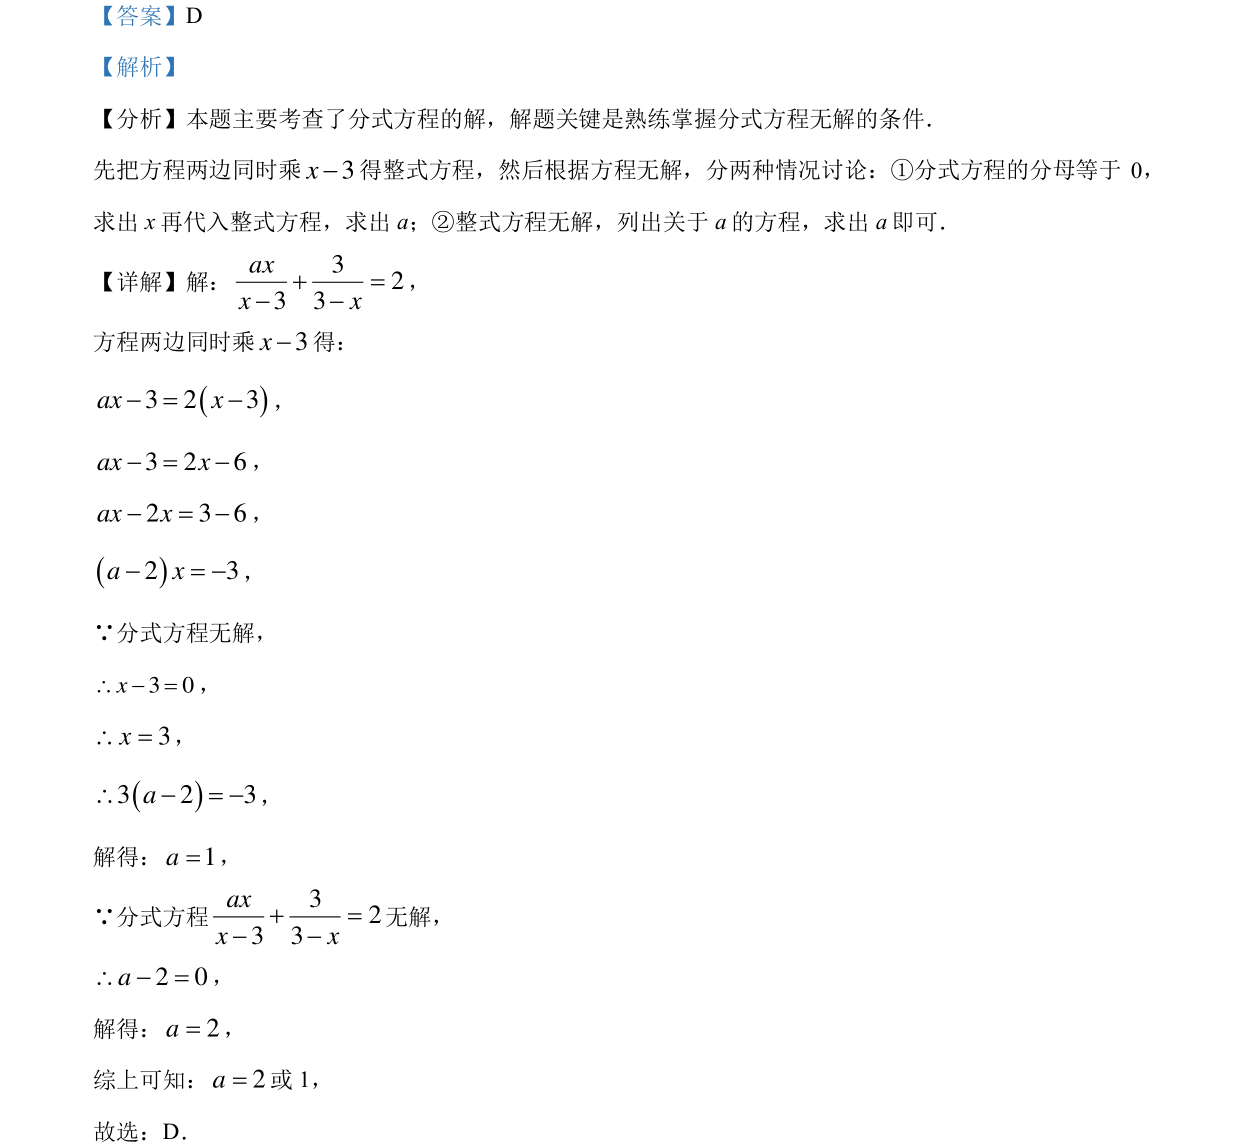 【答案】D
【解析】
【分析】本题主要考查了分式方程的解，解题关键是熟练掌握分式方程无解的条件．
先把方程两边同时乘 x−3 得整式方程，然后根据方程无解，分两种情况讨论：①分式方程的分母等于 0，
求出 x 再代入整式方程，求出 a；②整式方程无解，列出关于 a 的方程，求出 a 即可．
【详解】解：ax/(x−3) + 3/(3−x) = 2，
方程两边同时乘 x−3 得：
ax−3=2(x−3)，
ax−3=2x−6，
ax−2x=3−6，
(a−2)x=−3，
∵分式方程无解，
∴x−3=0，
∴x=3，
∴3(a−2)=−3，
解得：a=1，
∵分式方程 ax/(x−3) + 3/(3−x) = 2 无解，
∴a−2=0，
解得：a=2，
综上可知：a=2 或 1，
故选：D．